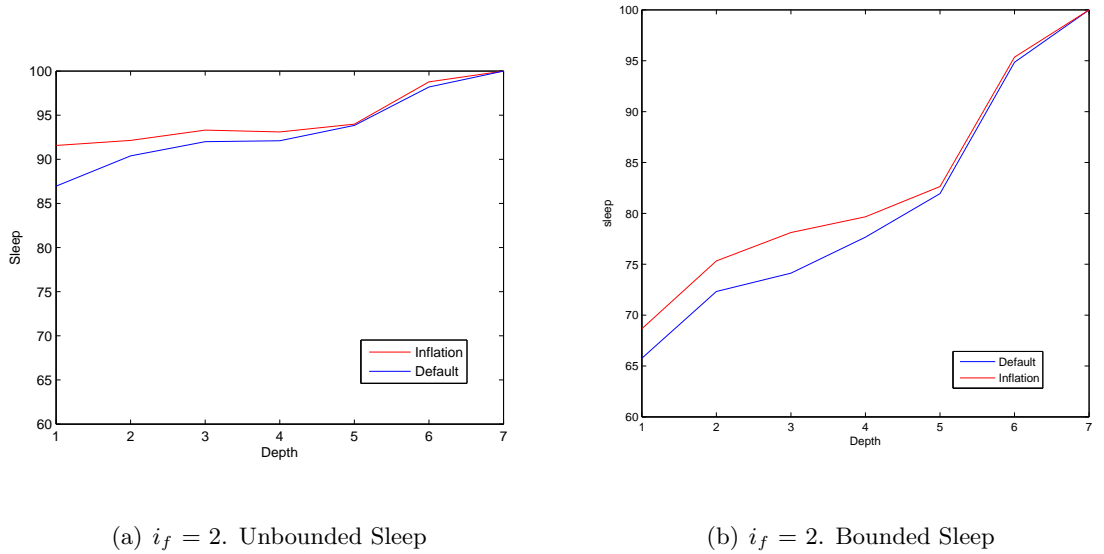 100
95
90
85
80
75
70
65
60
Sleep
1 2 3 4 5 6 7
Depth
Inflation
Default
(a) i_f = 2. Unbounded Sleep
100
95
90
85
80
75
70
65
60
sleep
1 2 3 4 5 6 7
Depth
Default
Inflation
(b) i_f = 2. Bounded Sleep